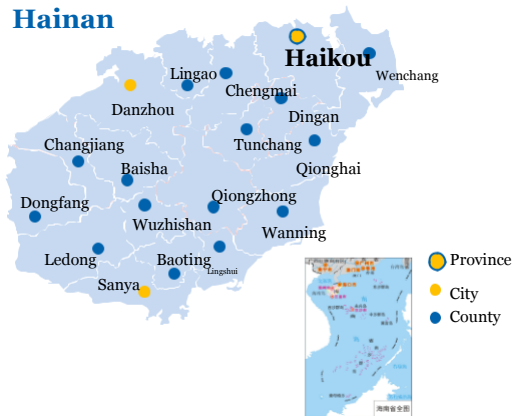 Hainan
Haikou
Wenchang
Lingao
Chengmai
Danzhou
Dingan
Changjiang
Tunchang
Baisha
Qionghai
Dongfang
Qiongzhong
Wuzhishan
Wanning
Ledong
Baoting
Lingshui
Sanya
Province
City
County
海南省全图